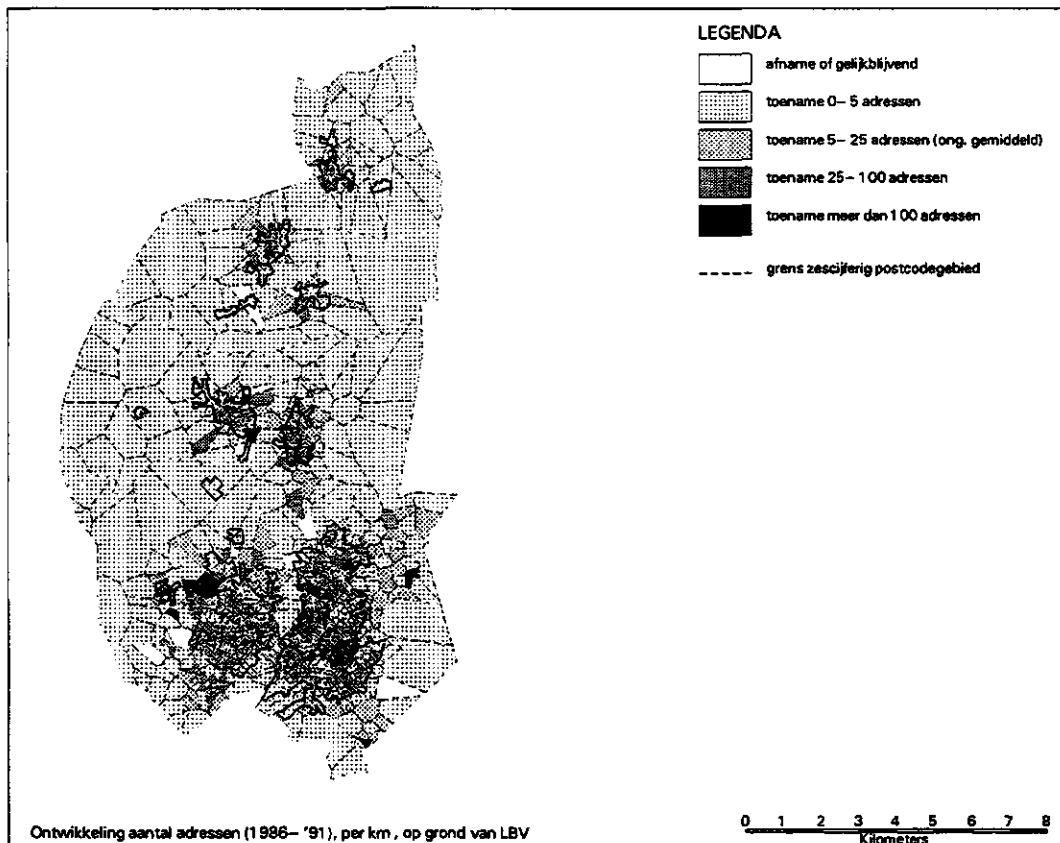 LEGENDA
afname of gelijkblijvend
toename 0– 5 adressen
toename 5– 25 adressen (ong. gemiddeld)
toename 25– 100 adressen
toename meer dan 100 adressen
grens zescijferig postcodegebied
Ontwikkeling aantal adressen (1986– '91), per km , op grond van LBV
0 1 2 3 4 5 6 7 8
Kilometers